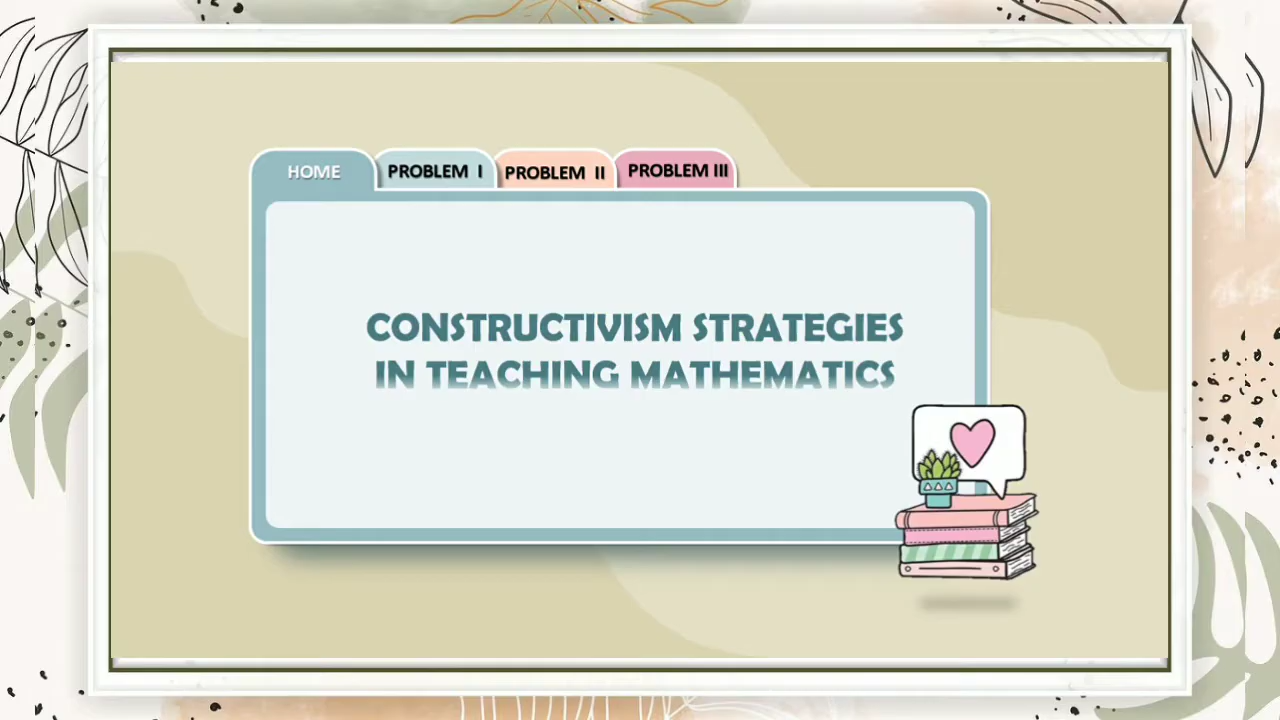 HOME PROBLEM I PROBLEM II PROBLEM III
CONSTRUCTIVISM STRATEGIES
IN TEACHING MATHEMATICS